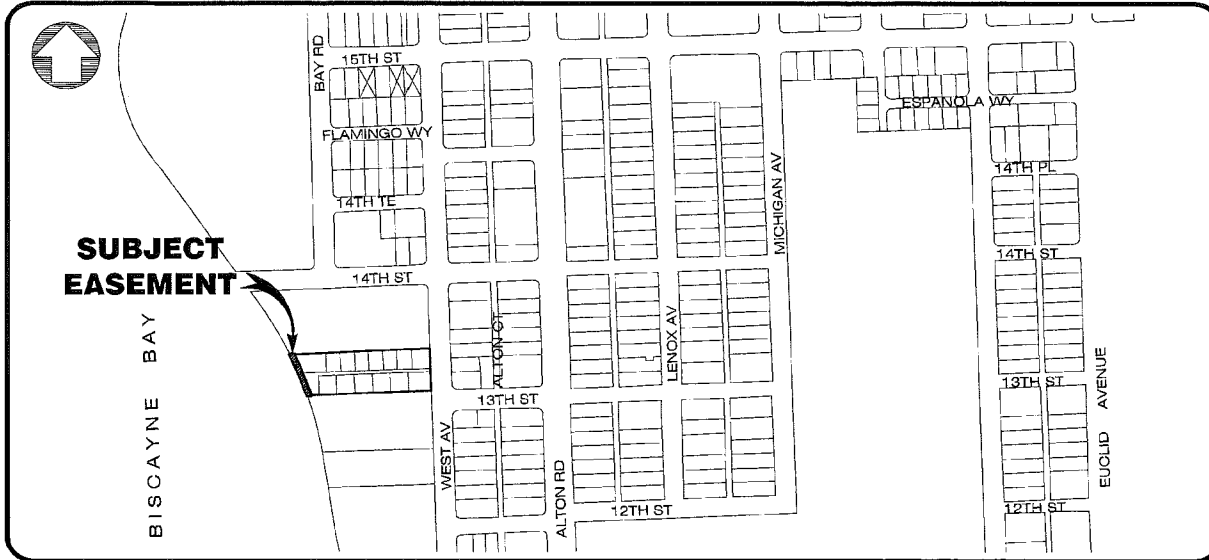 BAY RD
15TH ST
FLAMINGO WY
14TH TE
14TH ST
SUBJECT
EASEMENT
BISCAYNE BAY
WEST AV
ALTON CT
13TH ST
ALTON RD
12TH ST
LENOX AV
MICHIGAN AV
ESPANOLA WY
14TH PL
14TH ST
13TH ST
12TH ST
EUCLID AVENUE